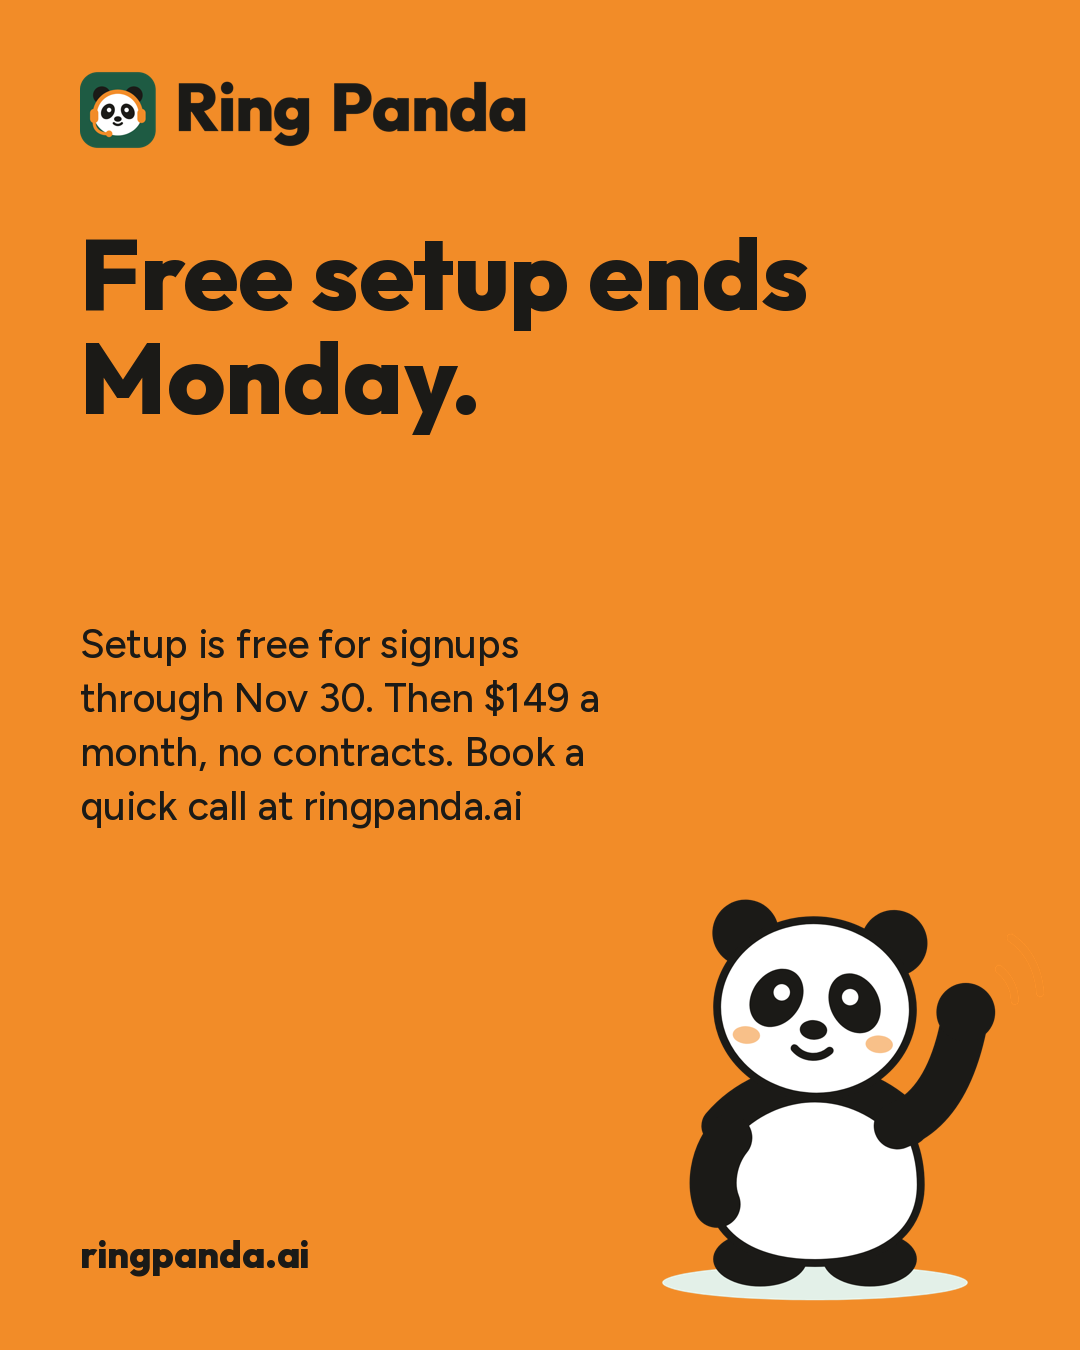 Ring Panda
Free setup ends
Monday.
Setup is free for signups
through Nov 30. Then $149 a
month, no contracts. Book a
quick call at ringpanda.ai
ringpanda.ai